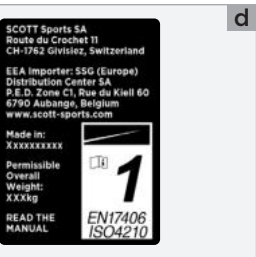 d
SCOTT Sports SA
Route du Crochet 11
CH-1762 Givisiez, Switzerland
EEA Importer: SSG (Europe)
Distribution Center SA
P.E.D. Zone C1, Rue du Kiell 60
6790 Aubange, Belgium
www.scott-sports.com
Made in:
Xxxxxxxxxx
Permissible
Overall
Weight:
XXXkg
READ THE
MANUAL
1
EN17406
ISO4210